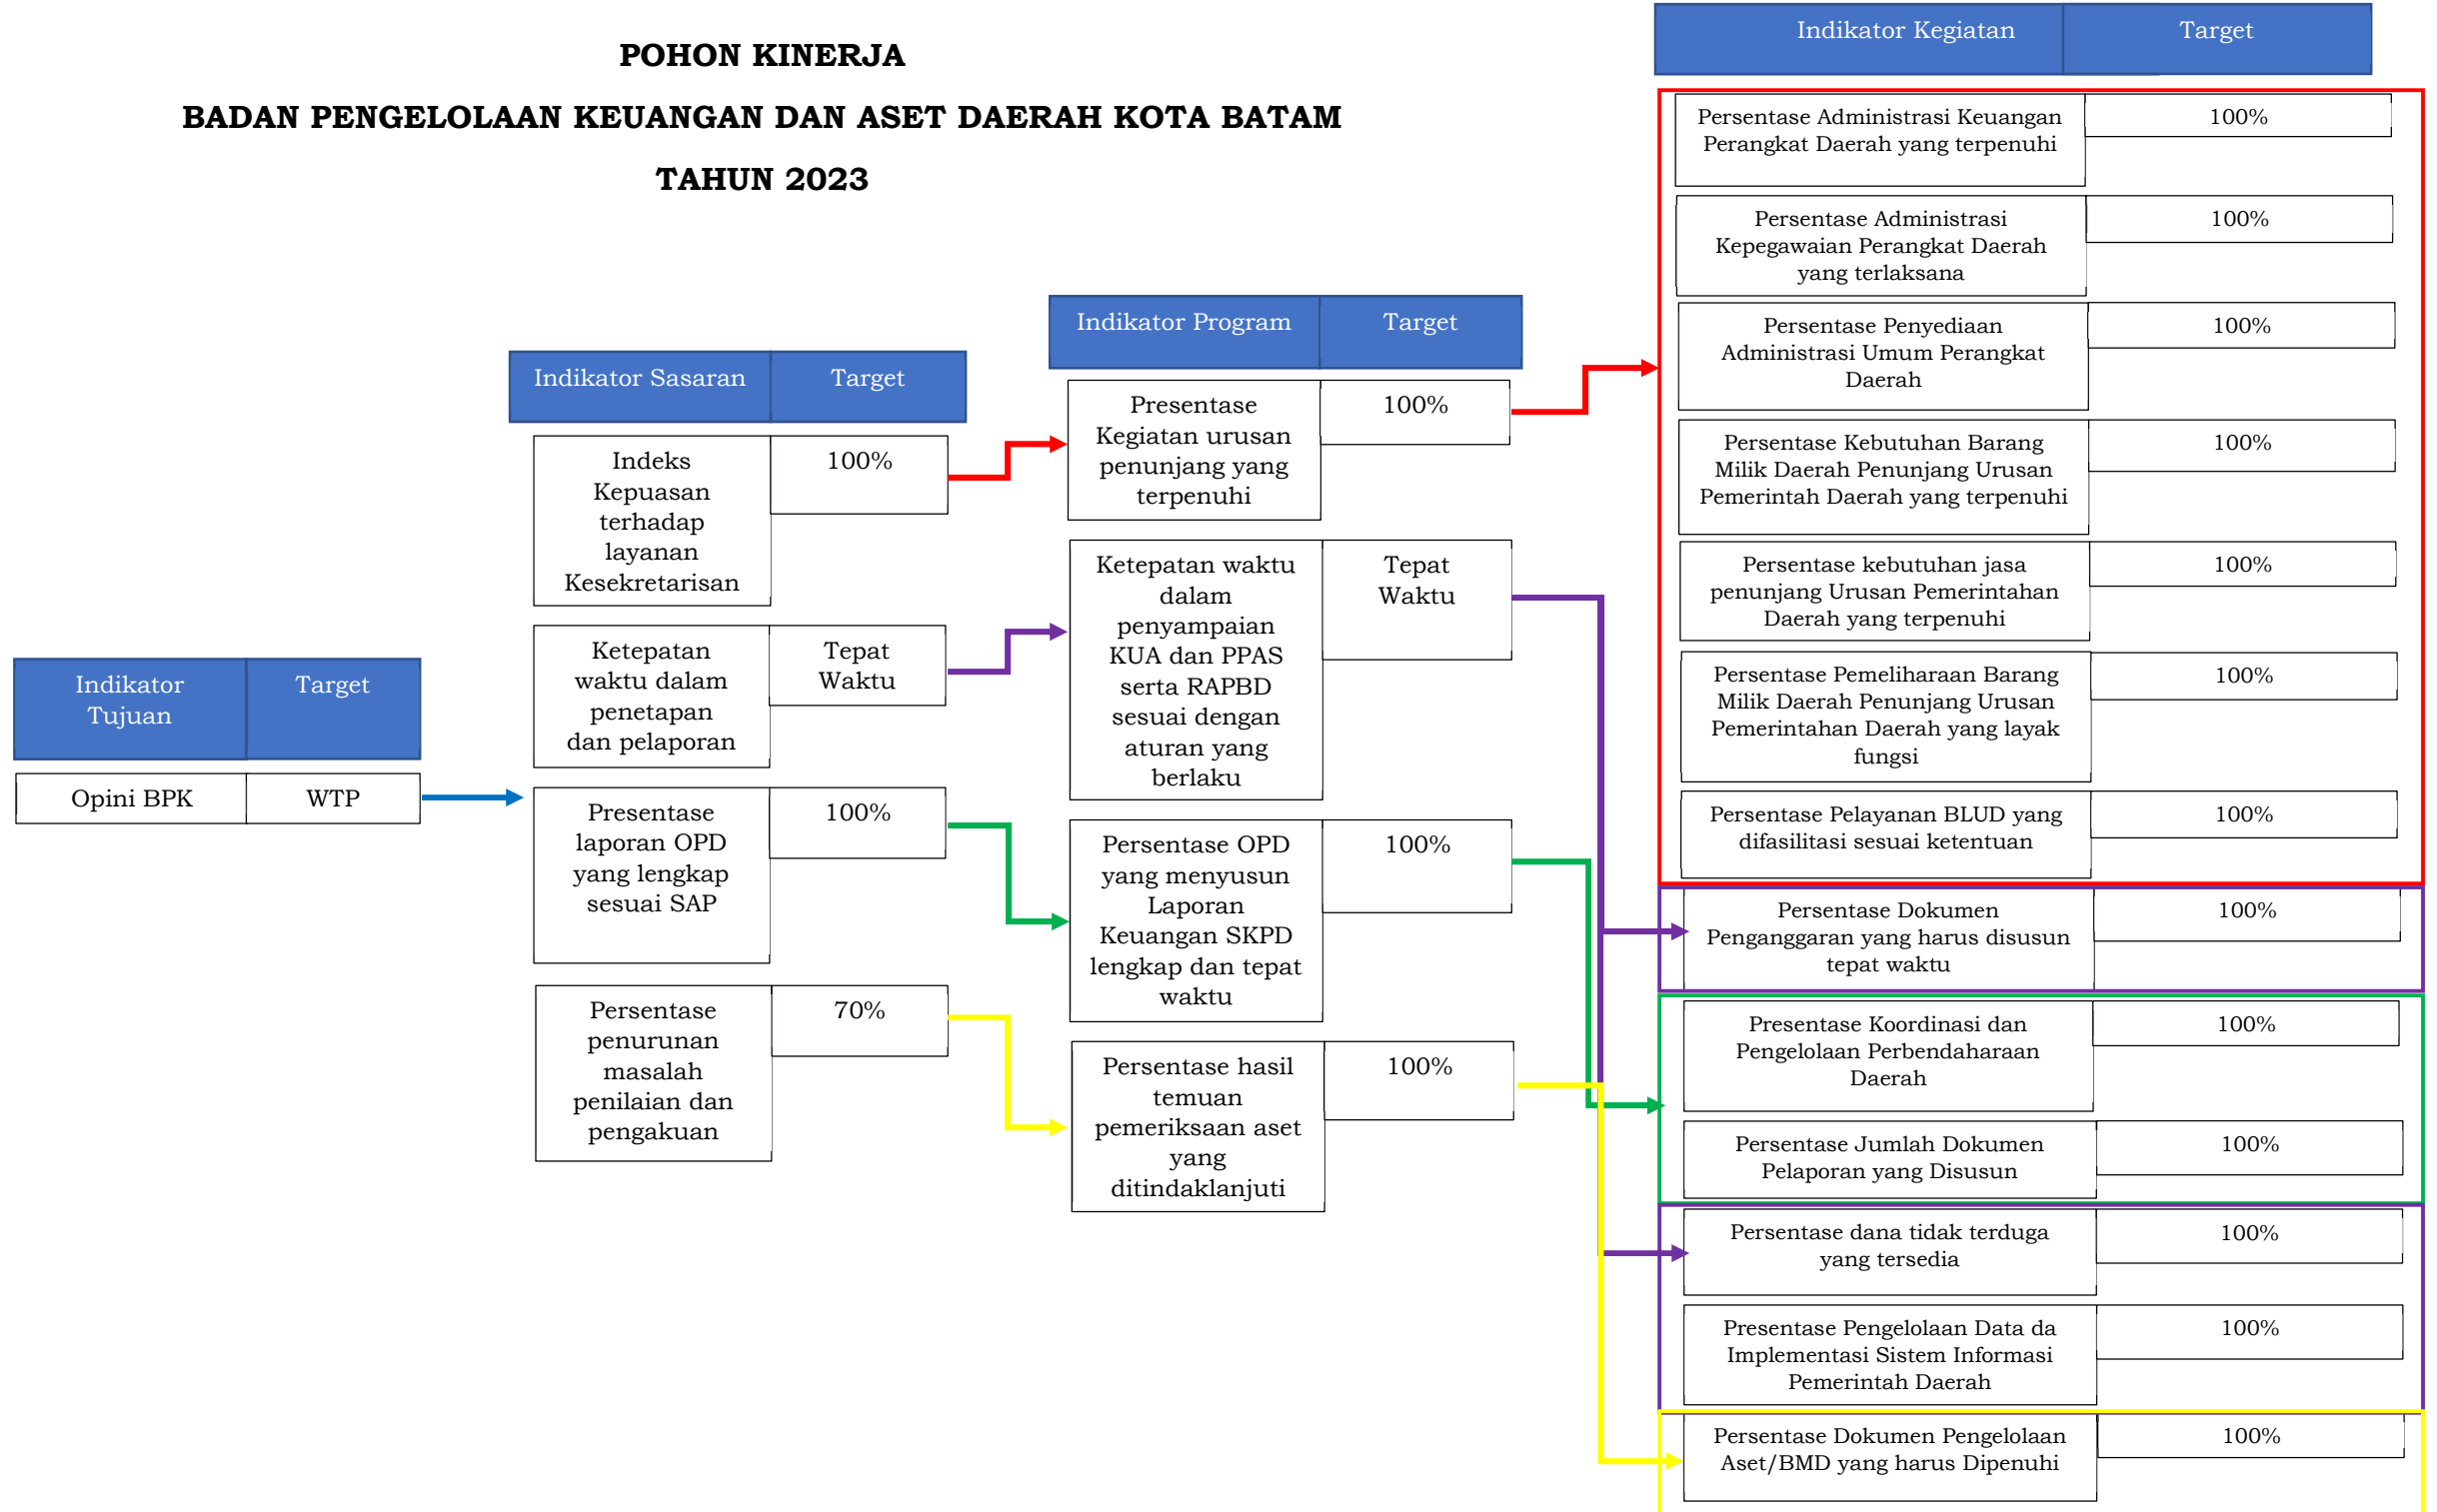 POHON KINERJA
BADAN PENGELOLAAN KEUANGAN DAN ASET DAERAH KOTA BATAM
TAHUN 2023
Indikator Tujuan
Target
Opini BPK
WTP
Indikator Sasaran
Target
Indeks
Kepuasan
terhadap
layanan
Kesekretarisan
100%
Ketepatan
waktu dalam
penetapan
dan pelaporan
Tepat
Waktu
Presentase
laporan OPD
yang lengkap
sesuai SAP
100%
Persentase
penurunan
masalah
penilaian dan
pengakuan
70%
Indikator Program
Target
Presentase
Kegiatan urusan
penunjang yang
terpenuhi
100%
Ketepatan waktu
dalam
penyampaian
KUA dan PPAS
serta RAPBD
sesuai dengan
aturan yang
berlaku
Tepat
Waktu
Persentase OPD
yang menyusun
Laporan
Keuangan SKPD
lengkap dan tepat
waktu
100%
Persentase hasil
temuan
pemeriksaan aset
yang
ditindaklanjuti
100%
Indikator Kegiatan
Target
Persentase Administrasi Keuangan
Perangkat Daerah yang terpenuhi
100%
Persentase Administrasi
Kepegawaian Perangkat Daerah
yang terlaksana
100%
Persentase Penyediaan
Administrasi Umum Perangkat
Daerah
100%
Persentase Kebutuhan Barang
Milik Daerah Penunjang Urusan
Pemerintah Daerah yang terpenuhi
100%
Persentase kebutuhan jasa
penunjang Urusan Pemerintahan
Daerah yang terpenuhi
100%
Persentase Pemeliharaan Barang
Milik Daerah Penunjang Urusan
Pemerintahan Daerah yang layak
fungsi
100%
Persentase Pelayanan BLUD yang
difasilitasi sesuai ketentuan
100%
Persentase Dokumen
Penganggaran yang harus disusun
tepat waktu
100%
Presentase Koordinasi dan
Pengelolaan Perbendaharaan
Daerah
100%
Persentase Jumlah Dokumen
Pelaporan yang Disusun
100%
Persentase dana tidak terduga
yang tersedia
100%
Presentase Pengelolaan Data da
Implementasi Sistem Informasi
Pemerintah Daerah
100%
Persentase Dokumen Pengelolaan
Aset/BMD yang harus Dipenuhi
100%